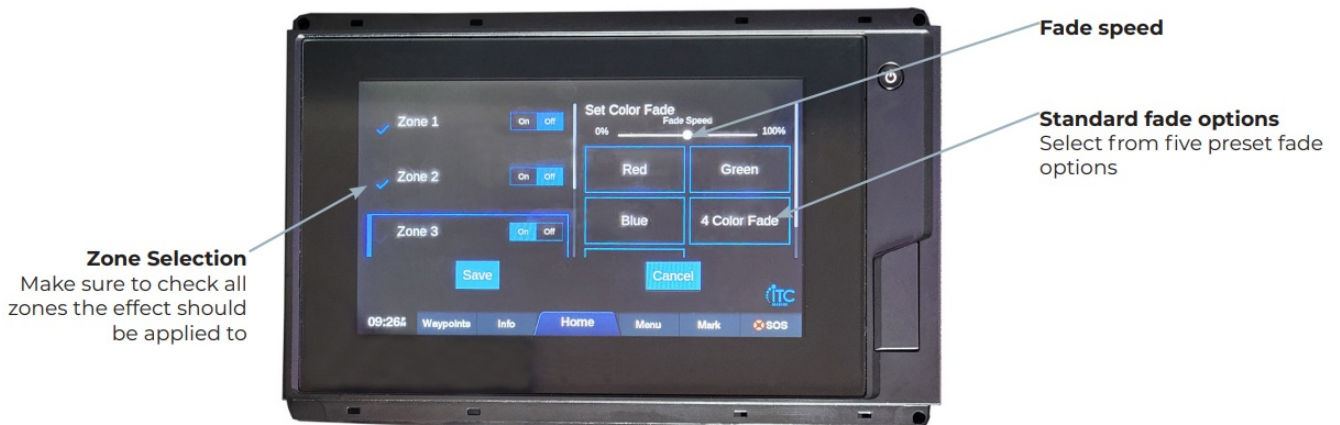 Fade speed
Standard fade options
Select from five preset fade
options
Zone Selection
Make sure to check all
zones the effect should
be applied to
Zone 1
On Off
Zone 2
On Off
Zone 3
On Off
Save
Set Color Fade
Fade Speed
0% 100%
Red Green
Blue 4 Color Fade
Cancel
ITC
09:26
Waypoints Info Home Menu Mark SOS